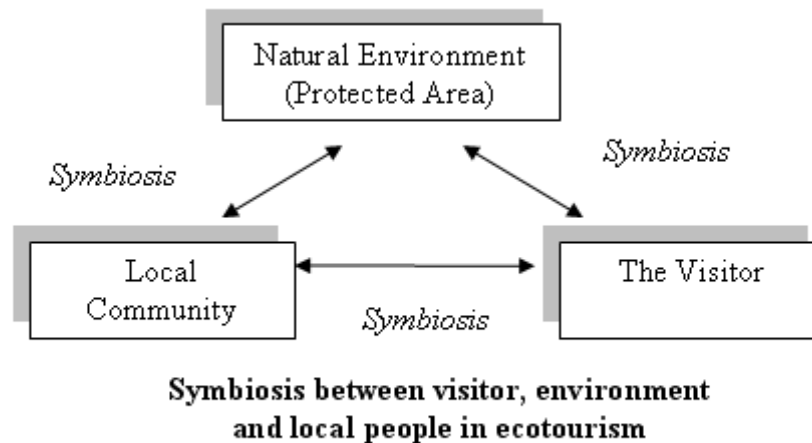 Natural Environment
(Protected Area)
Symbiosis
Symbiosis
Local
Community
The Visitor
Symbiosis
Symbiosis between visitor, environment
and local people in ecotourism